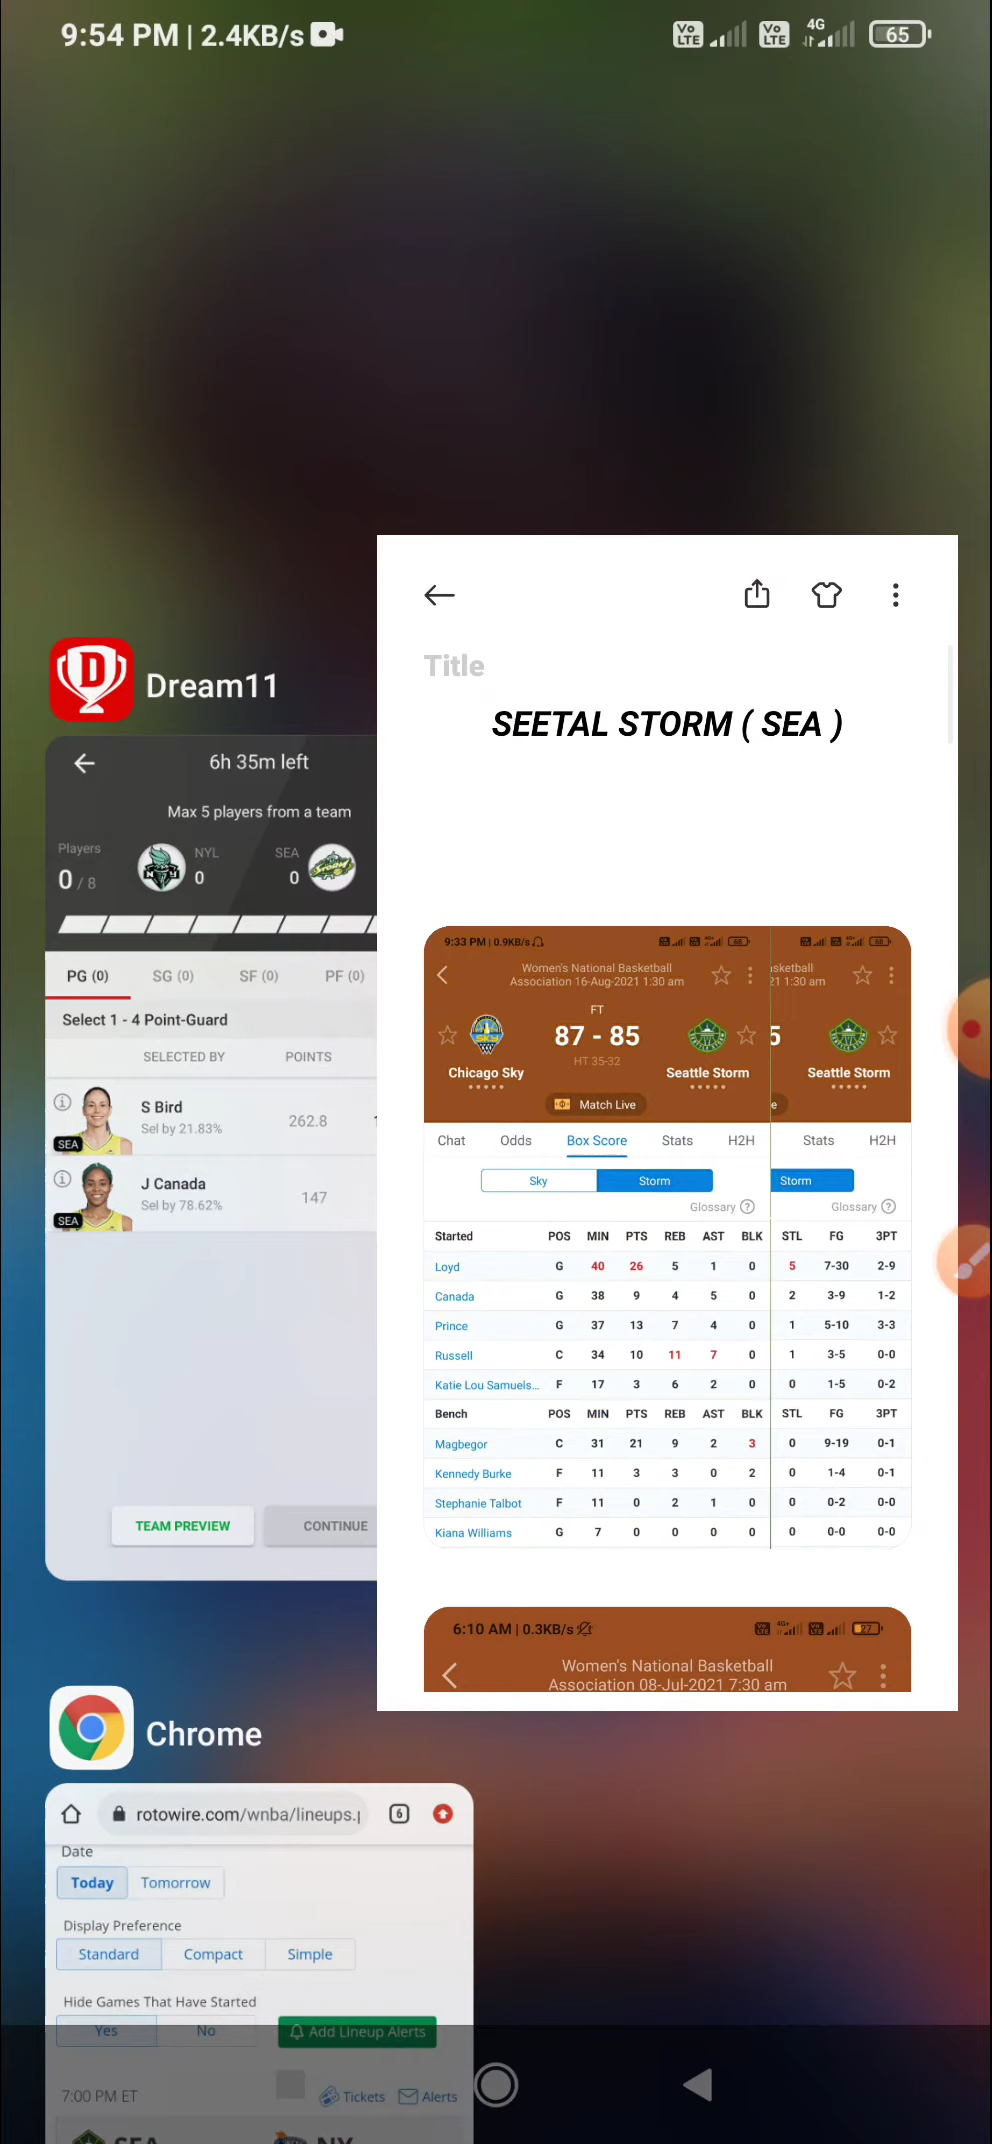 9:54 PM | 2.4KB/s
Vo LTE Vo LTE 4G 65
Dream11
6h 35m left
Max 5 players from a team
Players NYL SEA
0 / 8 0 0
PG (0) SG (0) SF (0) PF (0)
Select 1 - 4 Point-Guard
SELECTED BY POINTS
S Bird
Sel by 21.83% 262.8
SEA
J Canada
Sel by 78.62% 147
SEA
TEAM PREVIEW CONTINUE
Title
SEETAL STORM ( SEA )
9:33 PM | 0.9KB/s
Women's National Basketball
Association 16-Aug-2021 1:30 am
sketball
21 1:30 am
FT
87 - 85 5
HT 35-32
Chicago Sky Seattle Storm Seattle Storm
Match Live e
Chat Odds Box Score Stats H2H Stats H2H
Sky Storm Storm
Glossary ? Glossary ?
Started POS MIN PTS REB AST BLK STL FG 3PT
Loyd G 40 26 5 1 0 5 7-30 2-9
Canada G 38 9 4 5 0 2 3-9 1-2
Prince G 37 13 7 4 0 1 5-10 3-3
Russell C 34 10 11 7 0 1 3-5 0-0
Katie Lou Samuels... F 17 3 6 2 0 0 1-5 0-2
Bench POS MIN PTS REB AST BLK STL FG 3PT
Magbegor C 31 21 9 2 3 0 9-19 0-1
Kennedy Burke F 11 3 3 0 2 0 1-4 0-1
Stephanie Talbot F 11 0 2 1 0 0 0-2 0-0
Kiana Williams G 7 0 0 0 0 0 0-0 0-0
6:10 AM | 0.3KB/s 27
Women's National Basketball
Association 08-Jul-2021 7:30 am
Chrome
rotowire.com/wnba/lineups.p 6
Date
Today Tomorrow
Display Preference
Standard Compact Simple
Hide Games That Have Started
Yes No Add Lineup Alerts
7:00 PM ET Tickets Alerts
SEA NY